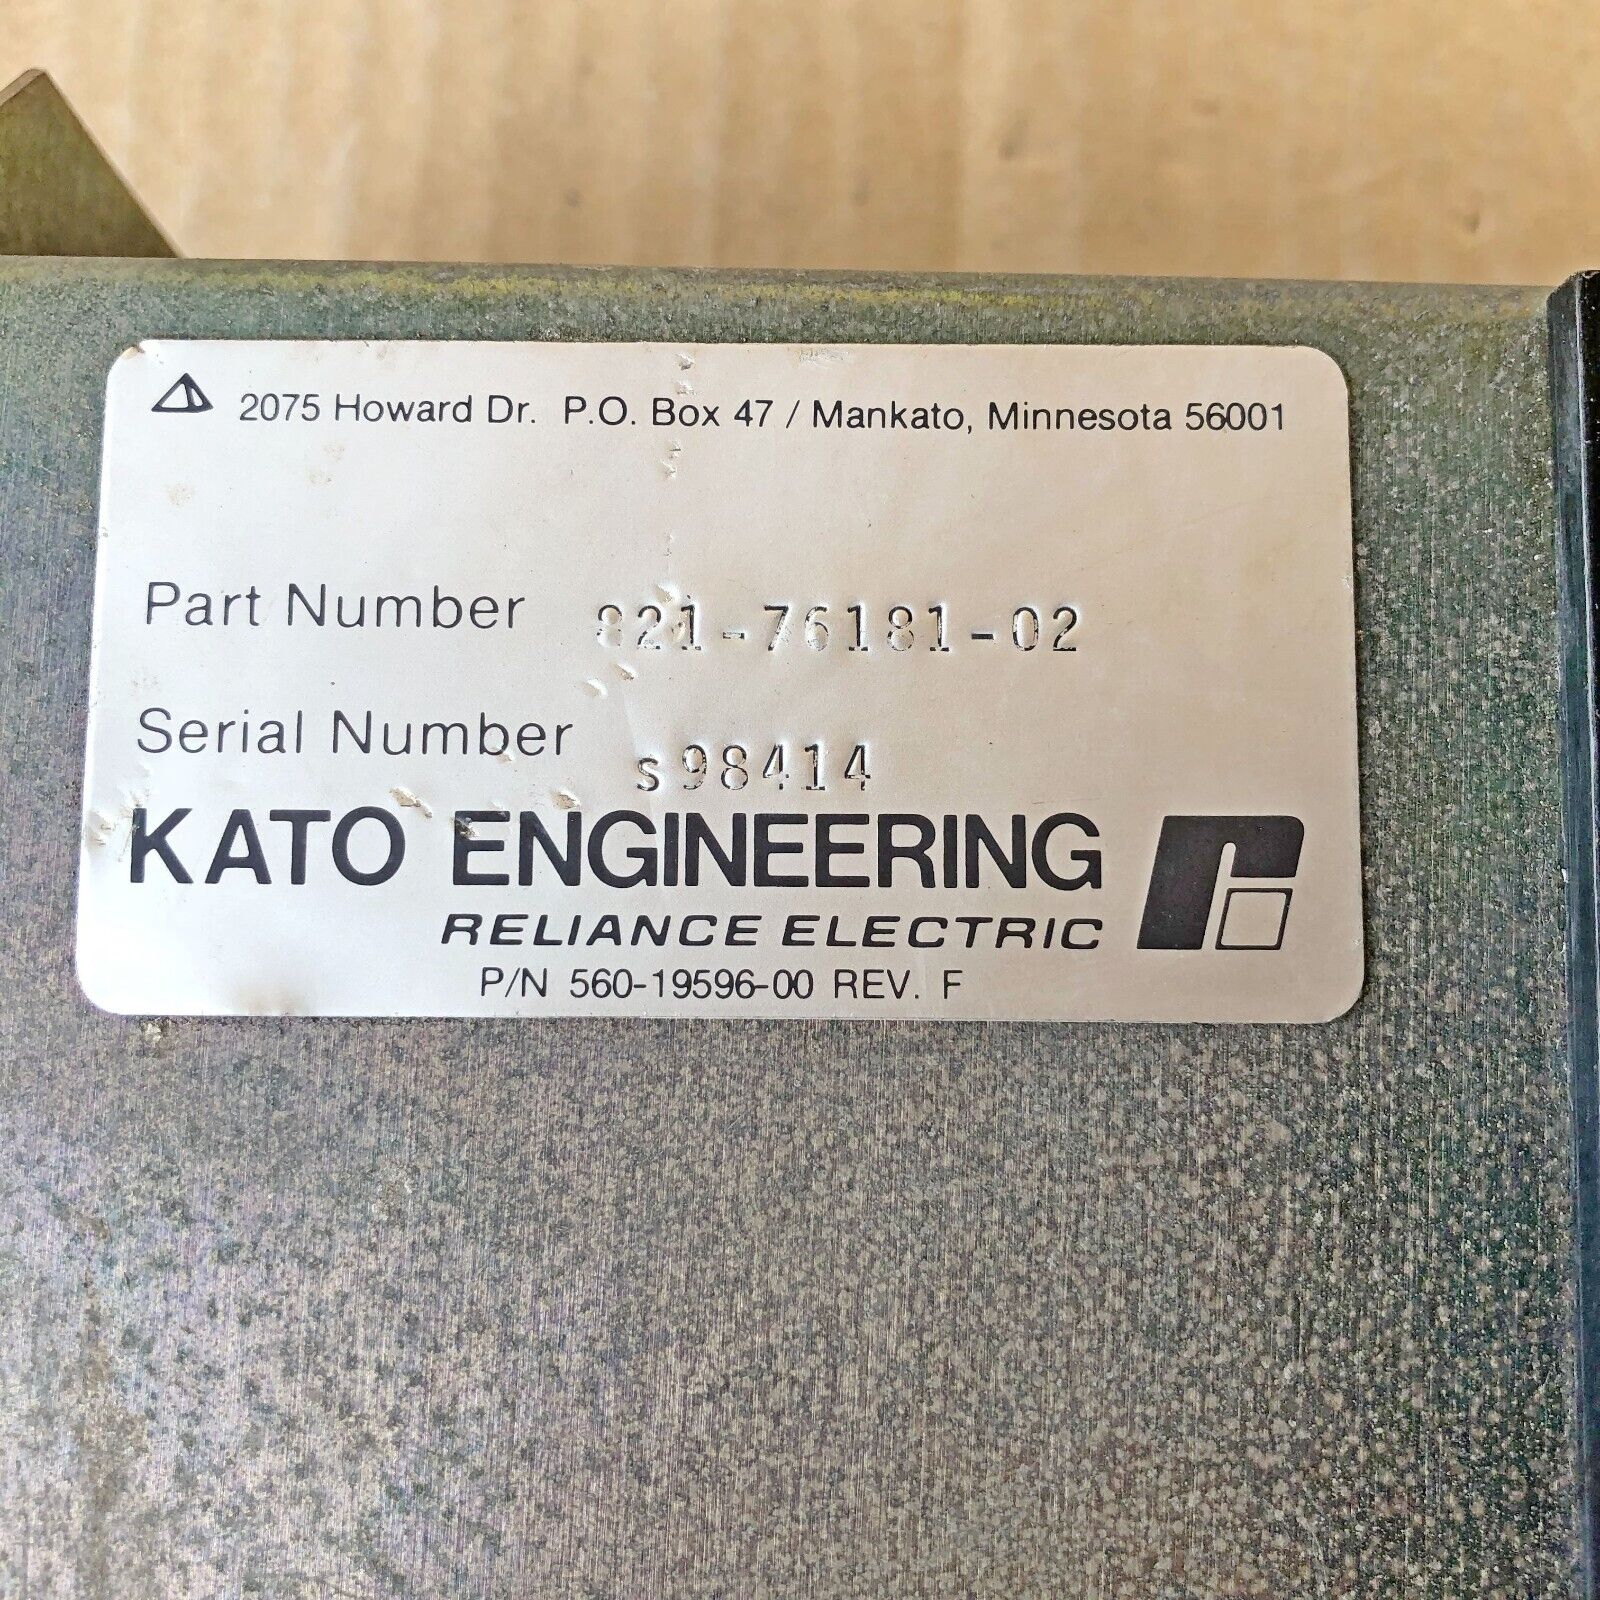 2075 Howard Dr. P.O. Box 47 / Mankato, Minnesota 56001
Part Number 821-76181-02
Serial Number s98414
KATO ENGINEERING
RELIANCE ELECTRIC
P/N 560-19596-00 REV. F